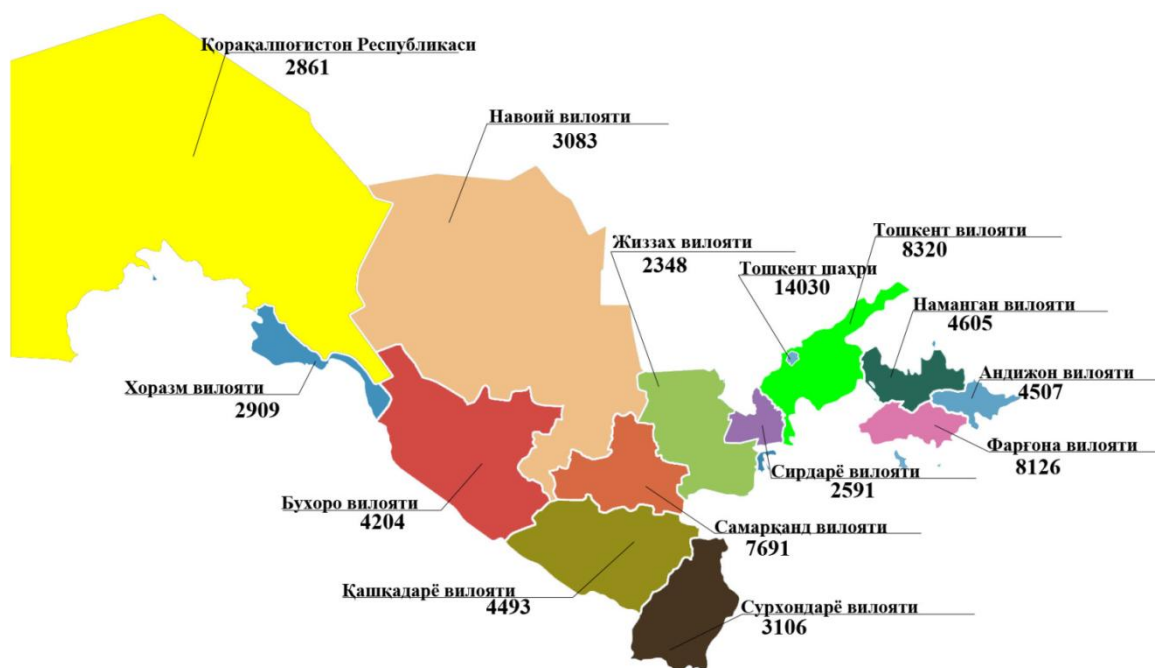 Қорақалпоғистон Республикаси
2861
Навоий вилояти
3083
Тошкент вилояти
8320
Жиззах вилояти
2348
Тошкент шахри
14030
Наманган вилояти
4605
Андижон вилояти
4507
Хоразм вилояти
2909
Фарғона вилояти
8126
Сирдарё вилояти
2591
Бухоро вилояти
4204
Самарқанд вилояти
7691
Қашқадарё вилояти
4493
Сурхондарё вилояти
3106